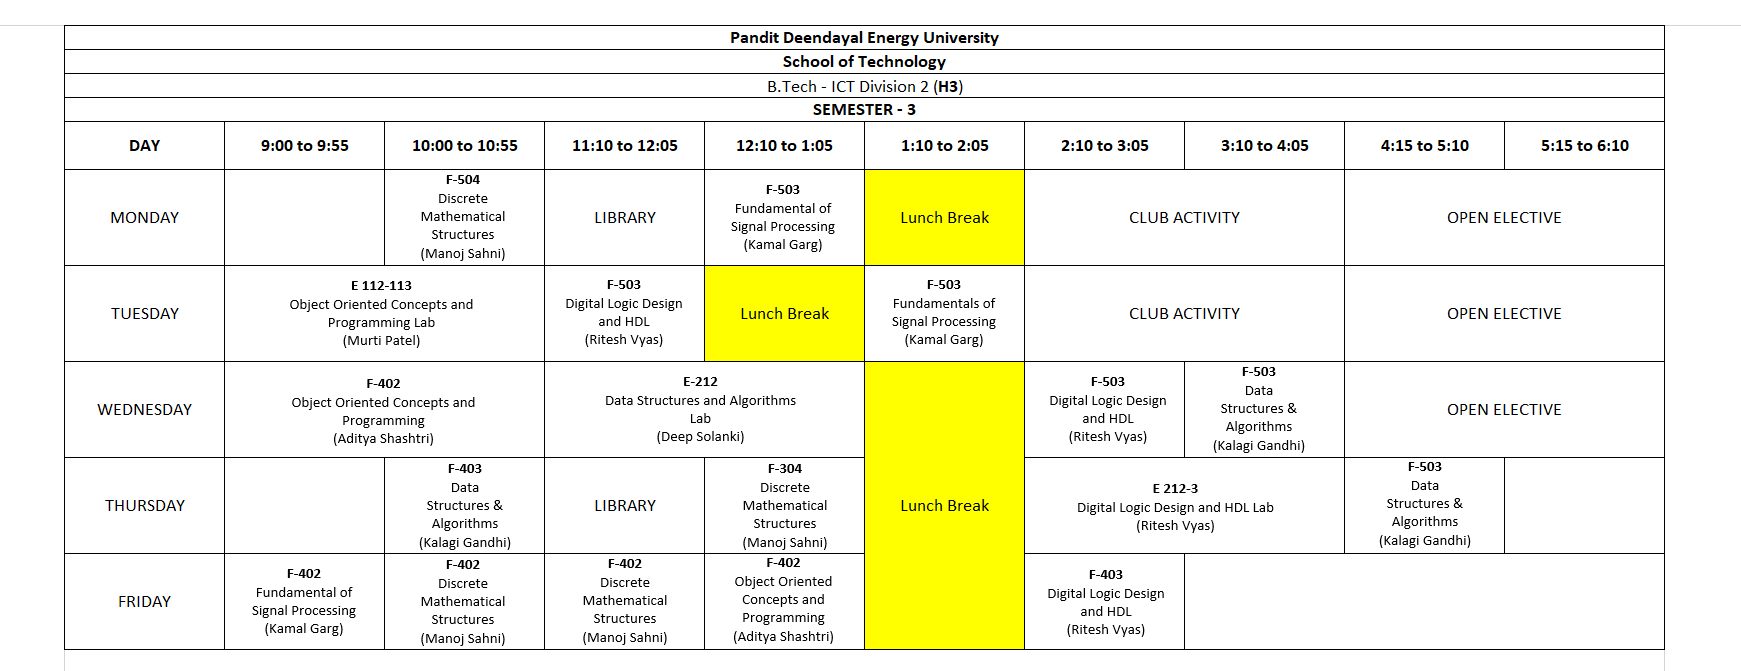 Pandit Deendayal Energy University
School of Technology
B.Tech - ICT Division 2 (H3)
SEMESTER - 3
DAY
9:00 to 9:55
10:00 to 10:55
11:10 to 12:05
12:10 to 1:05
1:10 to 2:05
2:10 to 3:05
3:10 to 4:05
4:15 to 5:10
5:15 to 6:10
MONDAY
F-504
Discrete
Mathematical
Structures
(Manoj Sahni)
LIBRARY
F-503
Fundamental of
Signal Processing
(Kamal Garg)
Lunch Break
CLUB ACTIVITY
OPEN ELECTIVE
TUESDAY
E 112-113
Object Oriented Concepts and
Programming Lab
(Murti Patel)
F-503
Digital Logic Design
and HDL
(Ritesh Vyas)
Lunch Break
F-503
Fundamentals of
Signal Processing
(Kamal Garg)
CLUB ACTIVITY
OPEN ELECTIVE
WEDNESDAY
F-402
Object Oriented Concepts and
Programming
(Aditya Shashtri)
E-212
Data Structures and Algorithms
Lab
(Deep Solanki)
F-503
Digital Logic Design
and HDL
(Ritesh Vyas)
F-503
Data
Structures &
Algorithms
(Kalagi Gandhi)
OPEN ELECTIVE
THURSDAY
F-403
Data
Structures &
Algorithms
(Kalagi Gandhi)
LIBRARY
F-304
Discrete
Mathematical
Structures
(Manoj Sahni)
Lunch Break
E 212-3
Digital Logic Design and HDL Lab
(Ritesh Vyas)
F-503
Data
Structures &
Algorithms
(Kalagi Gandhi)
FRIDAY
F-402
Fundamental of
Signal Processing
(Kamal Garg)
F-402
Discrete
Mathematical
Structures
(Manoj Sahni)
F-402
Discrete
Mathematical
Structures
(Manoj Sahni)
F-402
Object Oriented
Concepts and
Programming
(Aditya Shashtri)
F-403
Digital Logic Design
and HDL
(Ritesh Vyas)